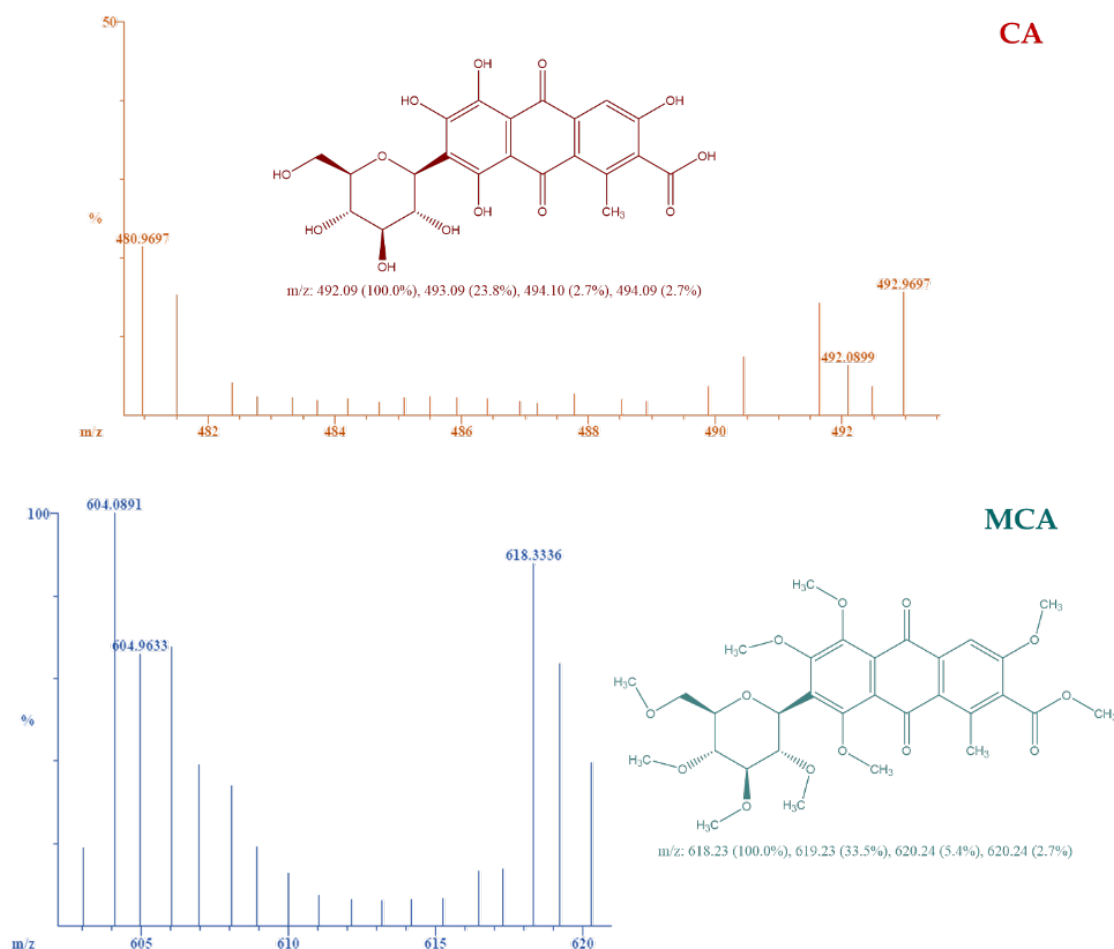 50
CA
OH O
HO OH
O OH
HO
OH O CH3 O
HO OH
OH
%
480.9697
m/z: 492.09 (100.0%), 493.09 (23.8%), 494.10 (2.7%), 494.09 (2.7%)
492.9697
492.0899
m/z 482 484 486 488 490 492
100
604.0891
MCA
618.3336
604.9633
H3C CH3
O O O
H3C O O
H3C O O CH3
O O CH3 O
H3C O O CH3
O CH3
H3C
%
m/z: 618.23 (100.0%), 619.23 (33.5%), 620.24 (5.4%), 620.24 (2.7%)
m/z 605 610 615 620